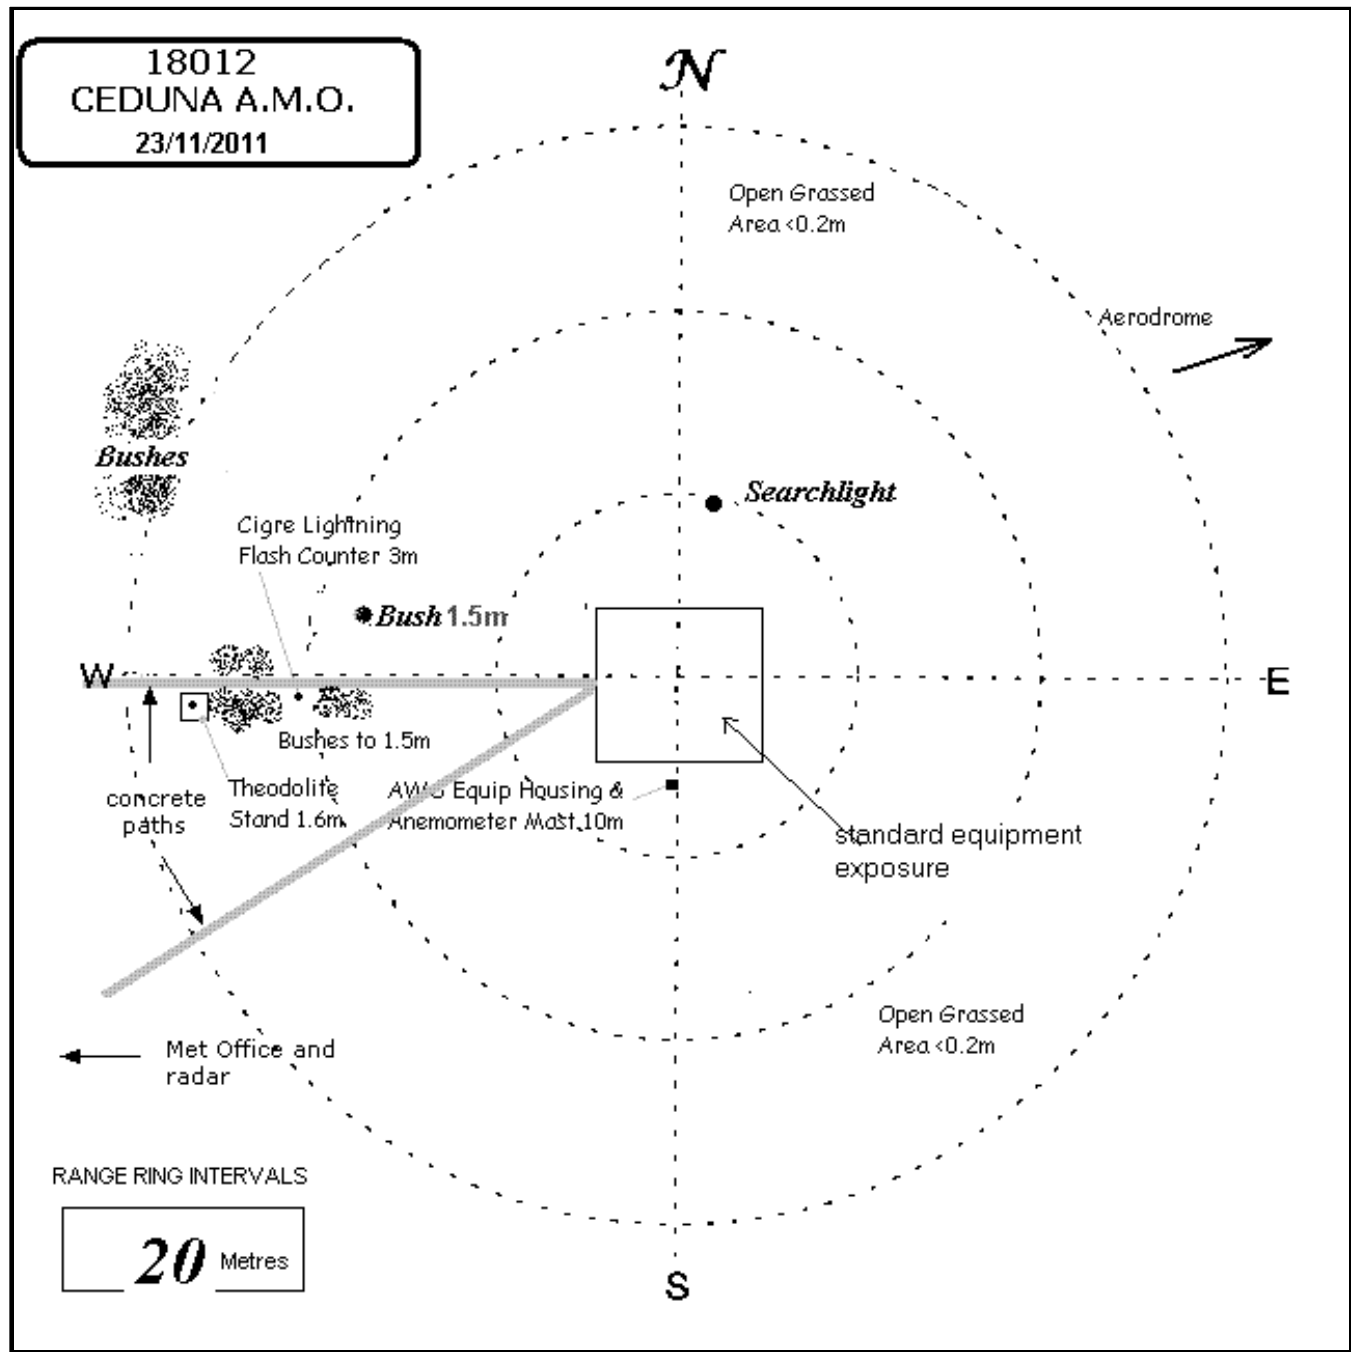 18012
CEDUNA A.M.O.
23/11/2011
N
Open Grassed
Area <0.2m
Aerodrome
Bushes
Searchlight
Cigre Lightning
Flash Counter 3m
Bush 1.5m
W
E
Bushes to 1.5m
Theodolite
Stand 1.6m
AWS Equip Housing &
Anemometer Mast 10m
concrete
paths
standard equipment
exposure
Open Grassed
Area <0.2m
Met Office and
radar
RANGE RING INTERVALS
20 Metres
S